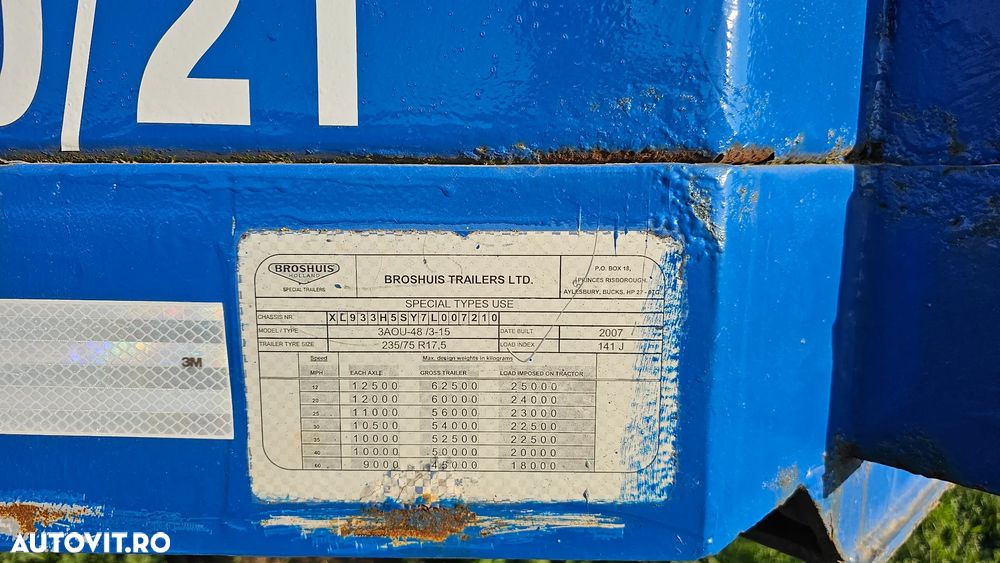 /21
3M
BROSHUIS
HOLLAND
SPECIAL TRAILERS
BROSHUIS TRAILERS LTD.
P.O. BOX 18,
PRINCES RISBOROUGH,
AYLESBURY, BUCKS, HP 27
SPECIAL TYPES USE
CHASSIS NR. XL933H5SY7L007210
MODEL / TYPE 3AOU-48 /3-15 DATE BUILT 2007
TRAILER TYRE SIZE 235/75 R17,5 LOAD INDEX 141 J
Speed Max. design weights in kilograms
MPH EACH AXLE GROSS TRAILER LOAD IMPOSED ON TRACTOR
12 12500 62500 25000
20 12000 60000 24000
25 11000 56000 23000
30 10500 54000 22500
35 10000 52500 22500
40 10000 50000 20000
60 9000 45000 18000
AUTOVIT.RO